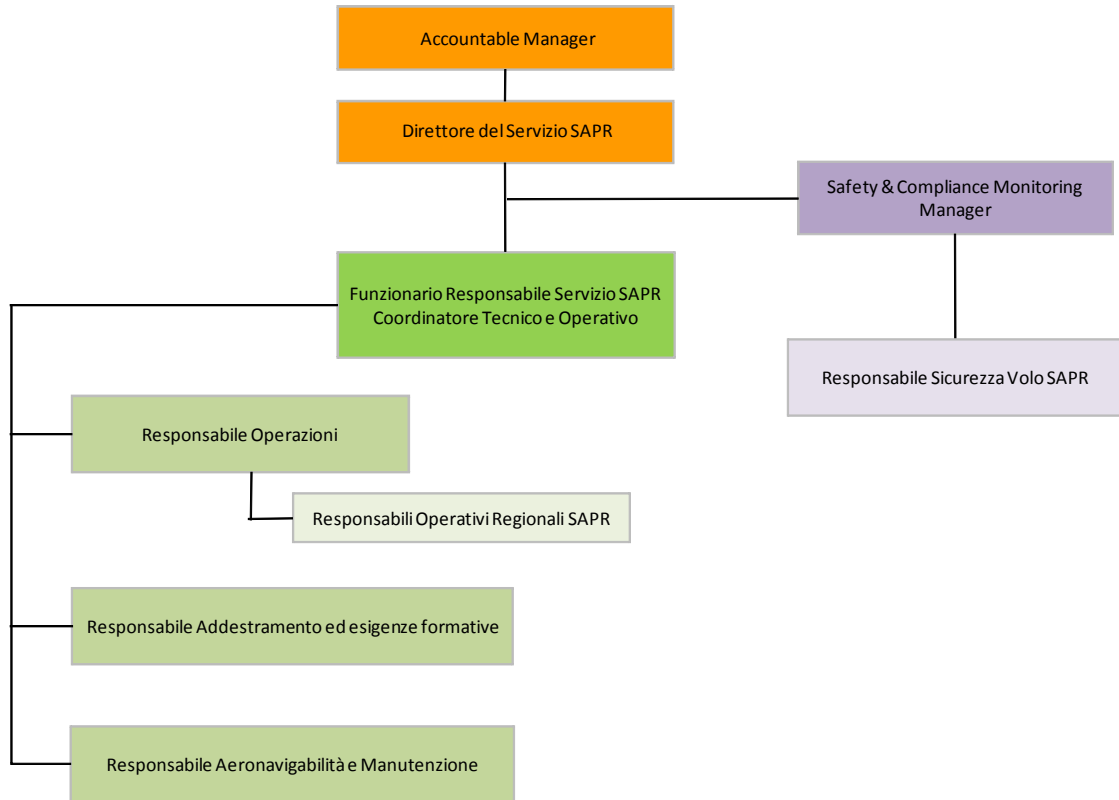 Accountable Manager
Direttore del Servizio SAPR
Safety & Compliance Monitoring
Manager
Funzionario Responsabile Servizio SAPR
Coordinatore Tecnico e Operativo
Responsabile Sicurezza Volo SAPR
Responsabile Operazioni
Responsabili Operativi Regionali SAPR
Responsabile Addestramento ed esigenze formative
Responsabile Aeronavigabilità e Manutenzione